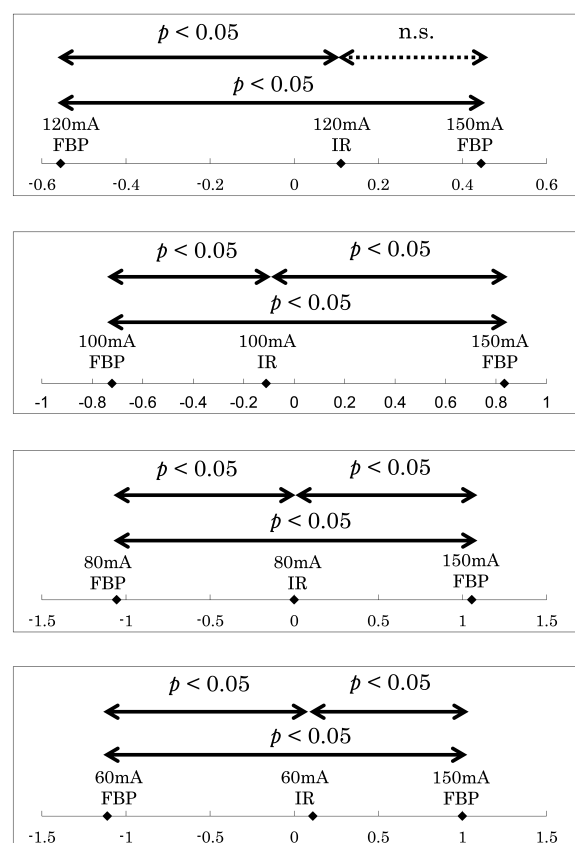 p < 0.05 n.s.
p < 0.05
120mA 120mA 150mA
FBP IR FBP
-0.6 -0.4 -0.2 0 0.2 0.4 0.6
p < 0.05 p < 0.05
p < 0.05
100mA 100mA 150mA
FBP IR FBP
-1 -0.8 -0.6 -0.4 -0.2 0 0.2 0.4 0.6 0.8 1
p < 0.05 p < 0.05
p < 0.05
80mA 80mA 150mA
FBP IR FBP
-1.5 -1 -0.5 0 0.5 1 1.5
p < 0.05 p < 0.05
p < 0.05
60mA 60mA 150mA
FBP IR FBP
-1.5 -1 -0.5 0 0.5 1 1.5